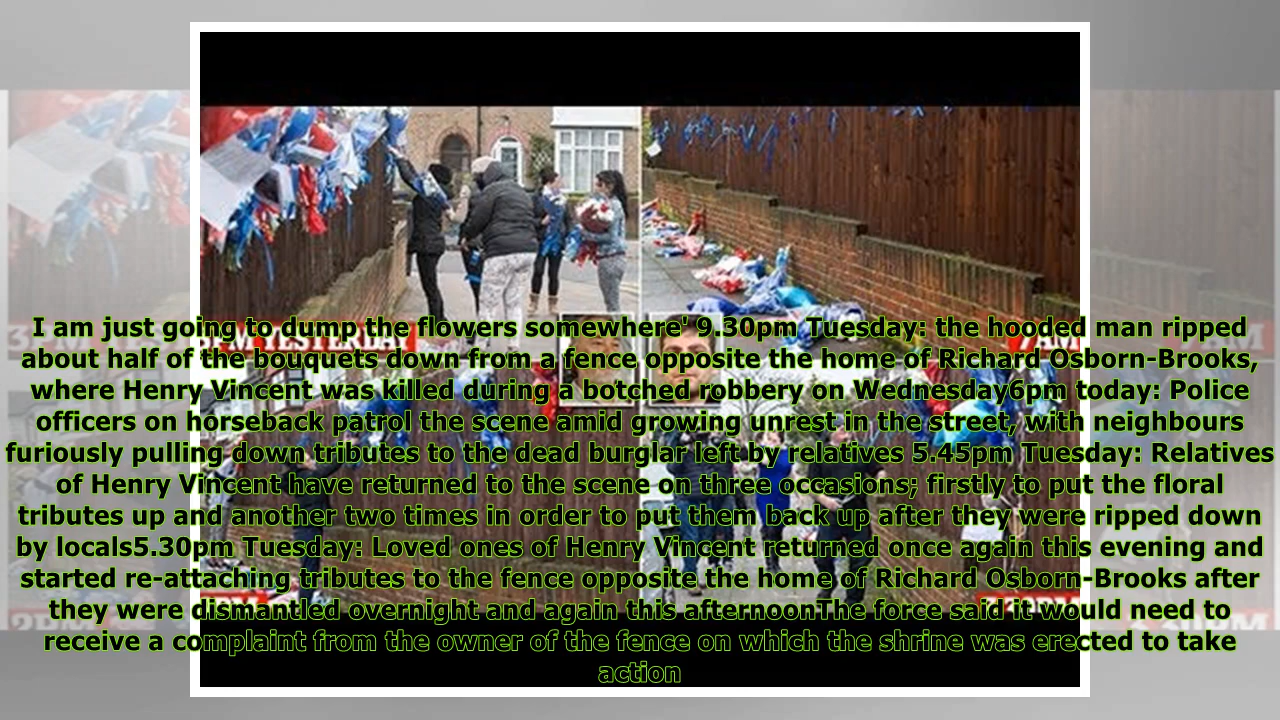 I am just going to dump the flowers somewhere' 9.30pm Tuesday: the hooded man ripped
about half of the bouquets down from a fence opposite the home of Richard Osborn-Brooks,
where Henry Vincent was killed during a botched robbery on Wednesday6pm today: Police
officers on horseback patrol the scene amid growing unrest in the street, with neighbours
furiously pulling down tributes to the dead burglar left by relatives 5.45pm Tuesday: Relatives
of Henry Vincent have returned to the scene on three occasions; firstly to put the floral
tributes up and another two times in order to put them back up after they were ripped down
by locals5.30pm Tuesday: Loved ones of Henry Vincent returned once again this evening and
started re-attaching tributes to the fence opposite the home of Richard Osborn-Brooks after
they were dismantled overnight and again this afternoonThe force said it would need to
receive a complaint from the owner of the fence on which the shrine was erected to take
action
3PM YESTERDAY
7AM